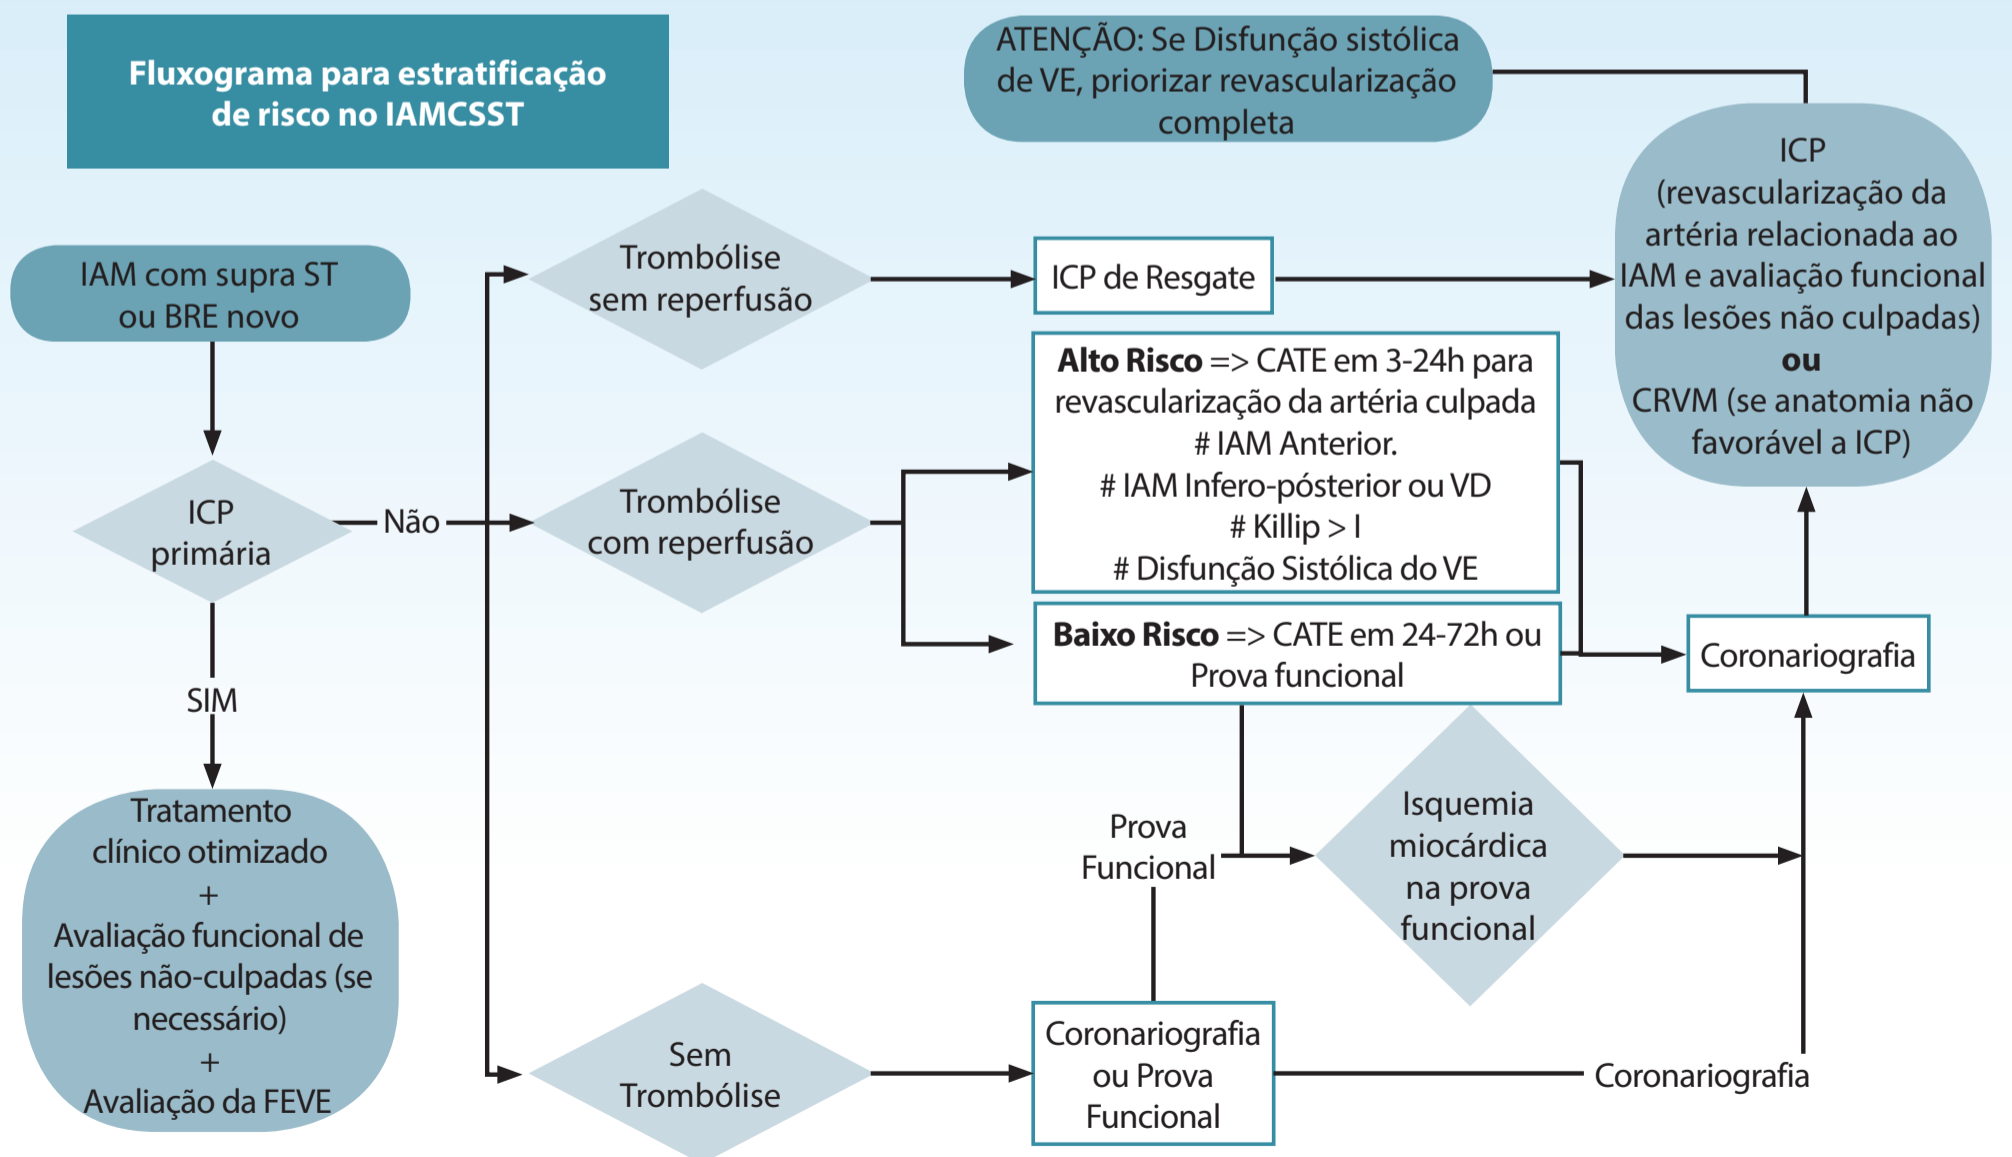 Fluxograma para estratificação
de risco no IAMCSST
ATENÇÃO: Se Disfunção sistólica
de VE, priorizar revascularização
completa
ICP
(revascularização da
artéria relacionada ao
IAM e avaliação funcional
das lesões não culpadas)
ou
CRVM (se anatomia não
favorável a ICP)
IAM com supra ST
ou BRE novo
ICP
primária
Não
SIM
Tratamento
clínico otimizado
+
Avaliação funcional de
lesões não-culpadas (se
necessário)
+
Avaliação da FEVE
Trombólise
sem reperfusão
ICP de Resgate
Trombólise
com reperfusão
Alto Risco => CATE em 3-24h para
revascularização da artéria culpada
# IAM Anterior.
# IAM Infero-pósterior ou VD
# Killip > I
# Disfunção Sistólica do VE
Baixo Risco => CATE em 24-72h ou
Prova funcional
Coronariografia
Prova
Funcional
Isquemia
miocárdica
na prova
funcional
Sem
Trombólise
Coronariografia
ou Prova
Funcional
Coronariografia